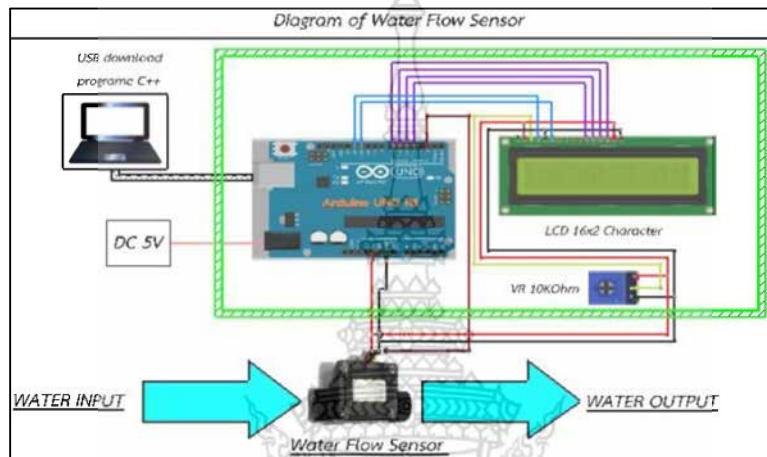 Diagram of Water Flow Sensor
USB download
programe C++
UNO
Arduino UNO R3
DC 5V
LCD 16x2 Character
VR 10KOhm
WATER INPUT
WATER OUTPUT
Water Flow Sensor